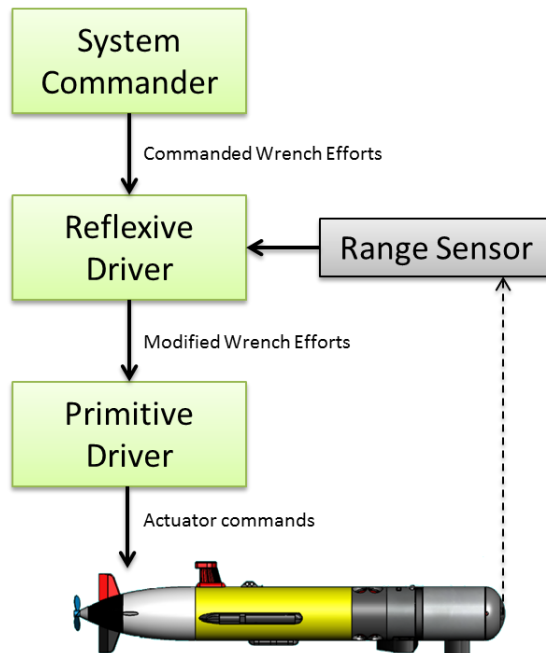 System
Commander
Commanded Wrench Efforts
Reflexive
Driver
Range Sensor
Modified Wrench Efforts
Primitive
Driver
Actuator commands